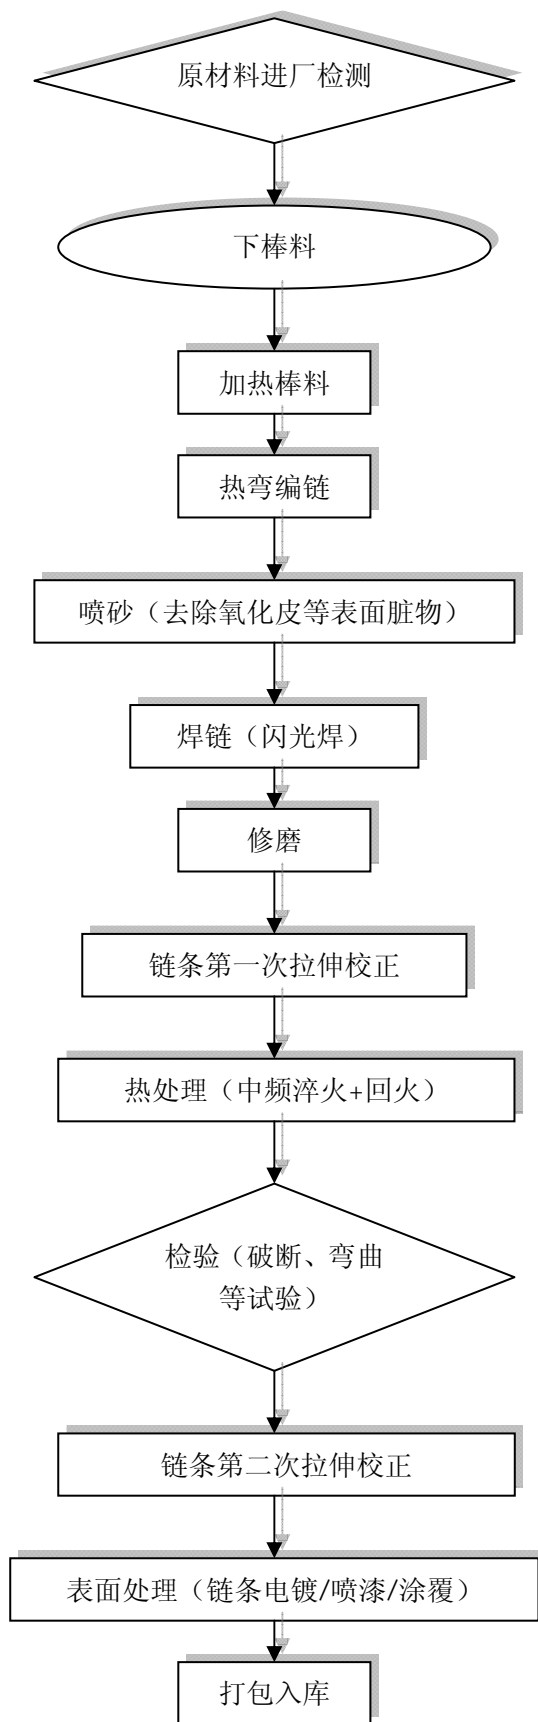 原材料进厂检测
下棒料
加热棒料
热弯编链
喷砂（去除氧化皮等表面脏物）
焊链（闪光焊）
修磨
链条第一次拉伸校正
热处理（中频淬火+回火）
检验（破断、弯曲
等试验）
链条第二次拉伸校正
表面处理（链条电镀/喷漆/涂覆）
打包入库